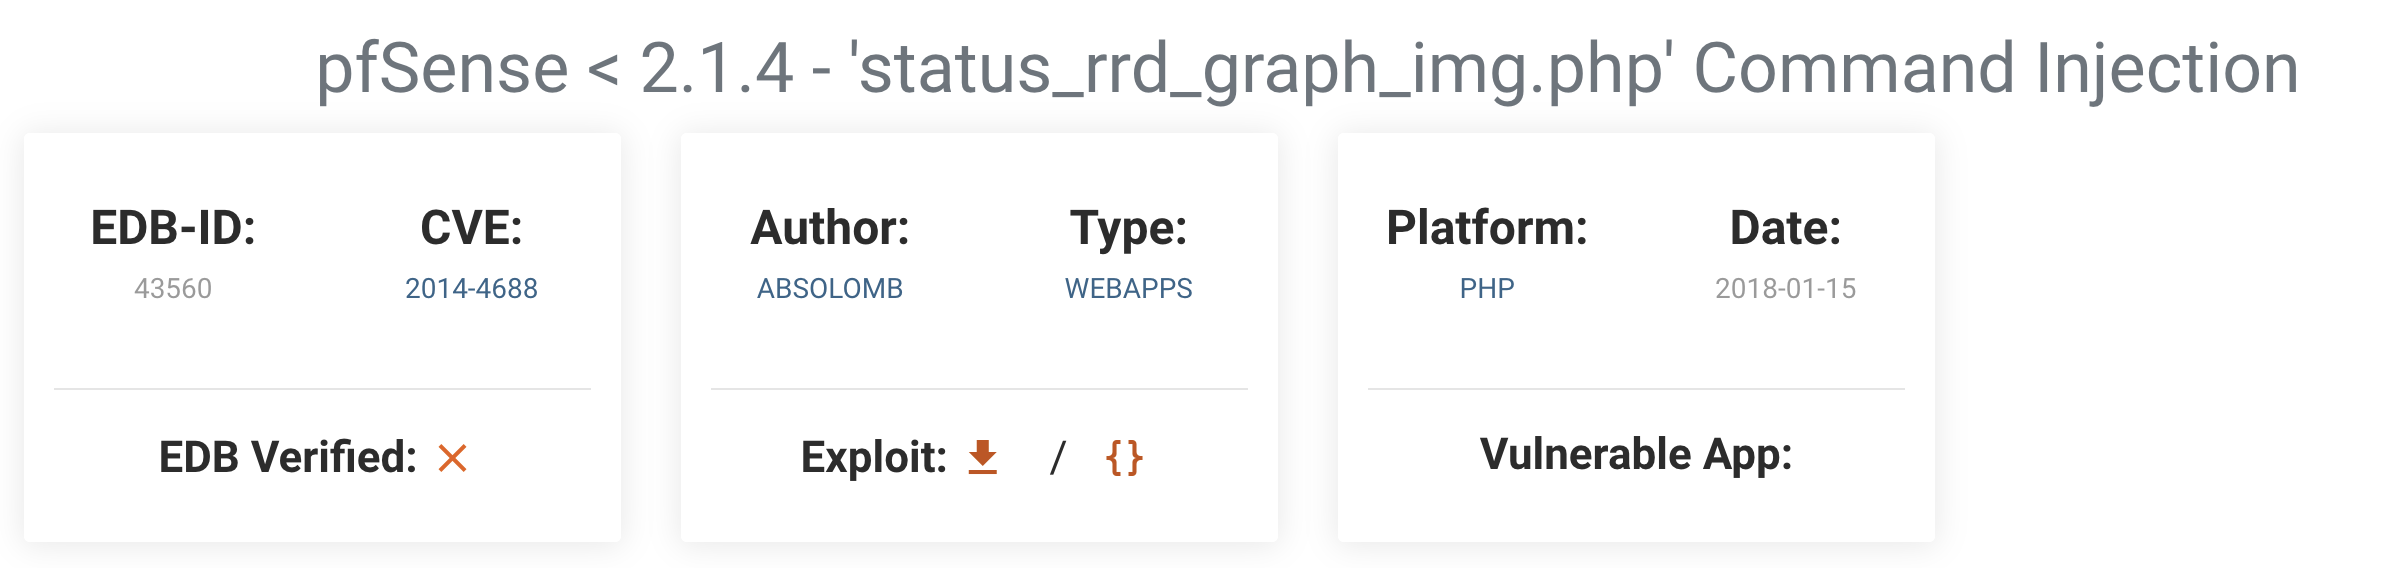 pfSense < 2.1.4 - 'status_rrd_graph_img.php' Command Injection
EDB-ID:
43560
CVE:
2014-4688
EDB Verified:
Author:
ABSOLOMB
Type:
WEBAPPS
Exploit: / {}
Platform:
PHP
Date:
2018-01-15
Vulnerable App: